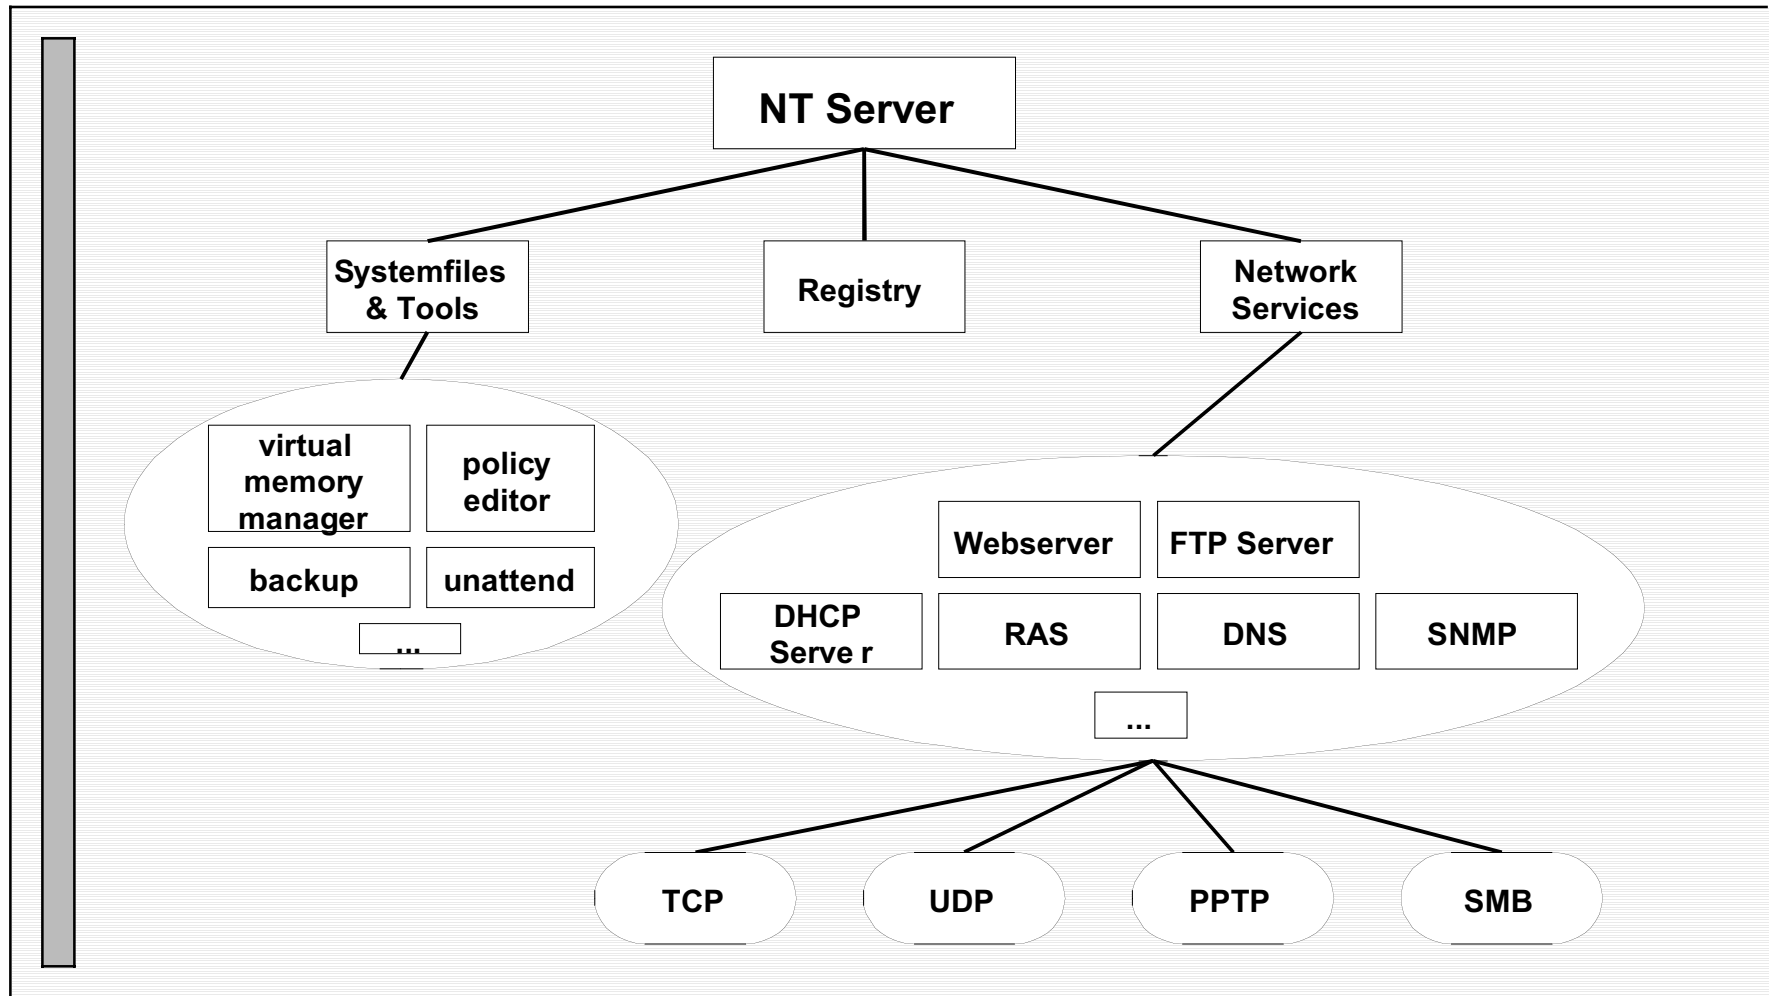 NT Server
Systemfiles
& Tools
Registry
Network
Services
virtual
memory
manager
policy
editor
backup
unattend
...
Webserver
FTP Server
DHCP
Serve r
RAS
DNS
SNMP
...
TCP
UDP
PPTP
SMB